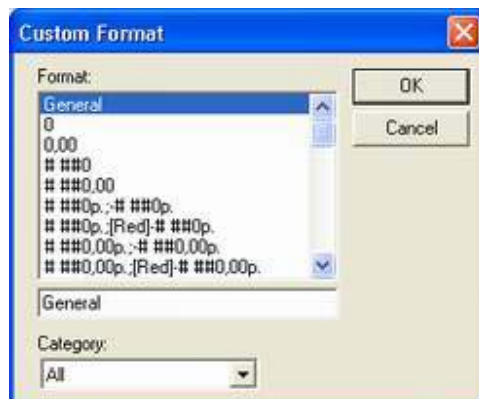 Custom Format
Format:
General
0
0,00
# ##0
# ##0,00
# ##0p.;-# ##0p.
# ##0p.;[Red]-# ##0p.
# ##0,00p.;-# ##0,00p.
# ##0,00p.;[Red]-# ##0,00p.
General
Category:
All
OK
Cancel